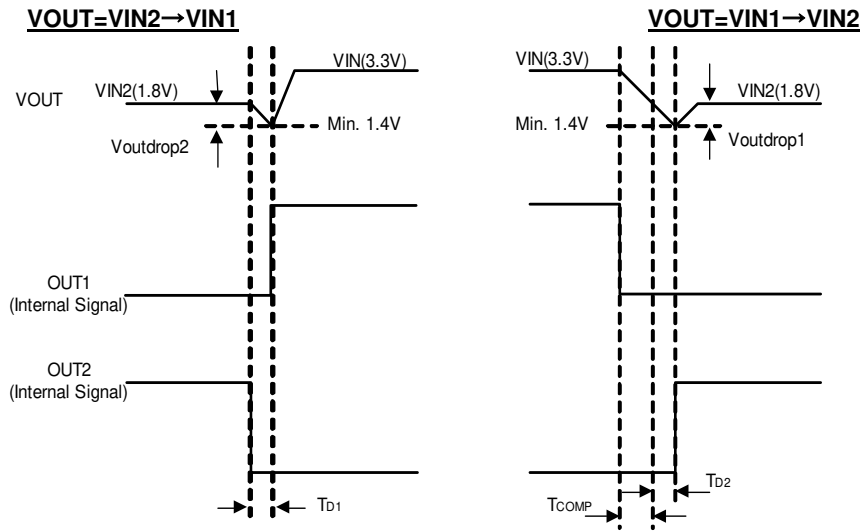 VOUT=VIN2→VIN1
VOUT=VIN1→VIN2
VOUT
VIN2(1.8V)
VIN(3.3V)
Min. 1.4V
Voutdrop2
VIN(3.3V)
VIN2(1.8V)
Min. 1.4V
Voutdrop1
OUT1
(Internal Signal)
OUT2
(Internal Signal)
TD1
TCOMP
TD2